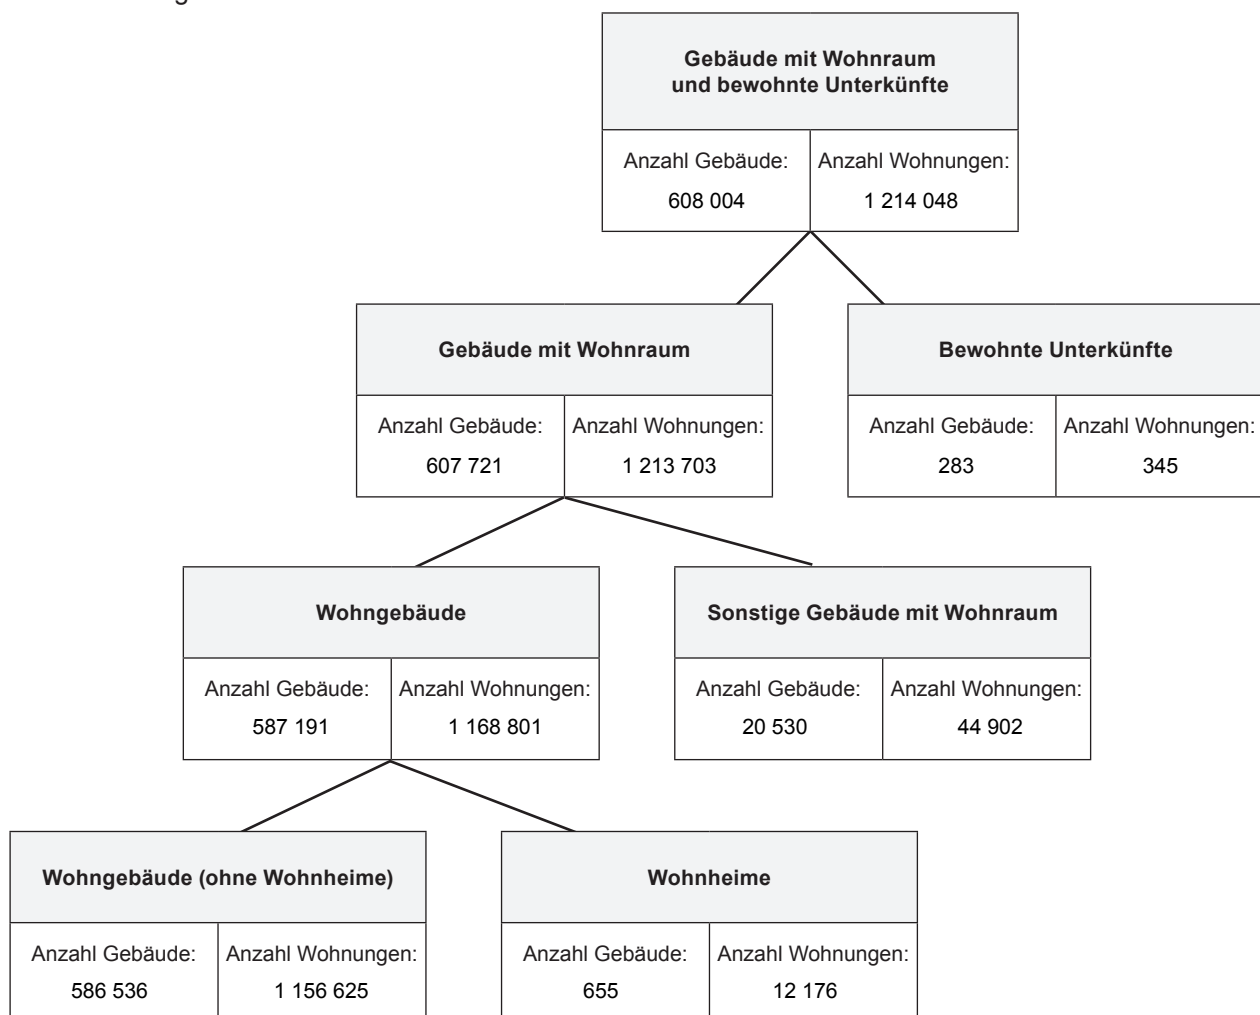 Gebäude mit Wohnraum
und bewohnte Unterkünfte
Anzahl Gebäude: Anzahl Wohnungen:
608 004 1 214 048
Gebäude mit Wohnraum
Anzahl Gebäude: Anzahl Wohnungen:
607 721 1 213 703
Bewohnte Unterkünfte
Anzahl Gebäude: Anzahl Wohnungen:
283 345
Wohngebäude
Anzahl Gebäude: Anzahl Wohnungen:
587 191 1 168 801
Sonstige Gebäude mit Wohnraum
Anzahl Gebäude: Anzahl Wohnungen:
20 530 44 902
Wohngebäude (ohne Wohnheime)
Anzahl Gebäude: Anzahl Wohnungen:
586 536 1 156 625
Wohnheime
Anzahl Gebäude: Anzahl Wohnungen:
655 12 176